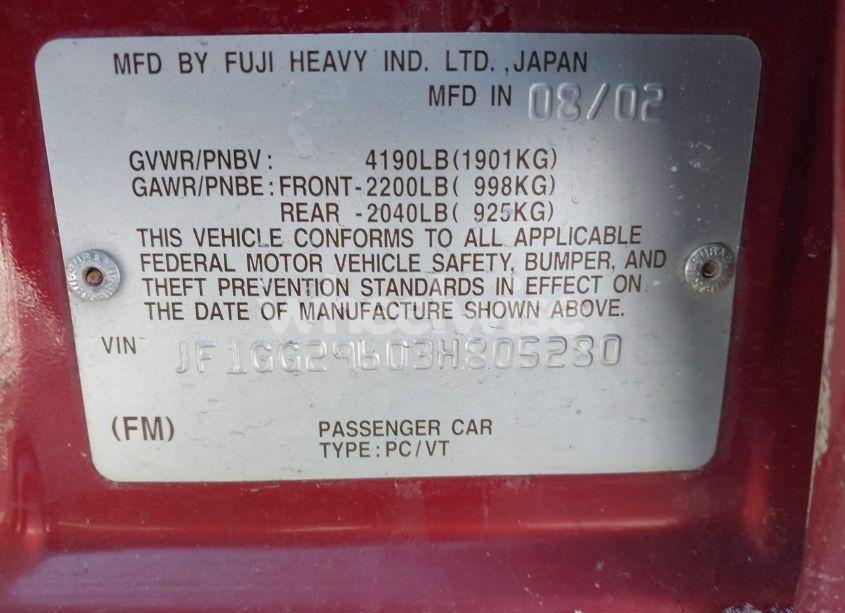 MFD BY FUJI HEAVY IND. LTD. ,JAPAN
MFD IN 08/02
GVWR/PNBV: 4190LB(1901KG)
GAWR/PNBE: FRONT-2200LB( 998KG)
REAR -2040LB( 925KG)
THIS VEHICLE CONFORMS TO ALL APPLICABLE
FEDERAL MOTOR VEHICLE SAFETY, BUMPER, AND
THEFT PREVENTION STANDARDS IN EFFECT ON
THE DATE OF MANUFACTURE SHOWN ABOVE.
VIN JF1GG29603H805280
(FM) PASSENGER CAR
TYPE: PC/VT